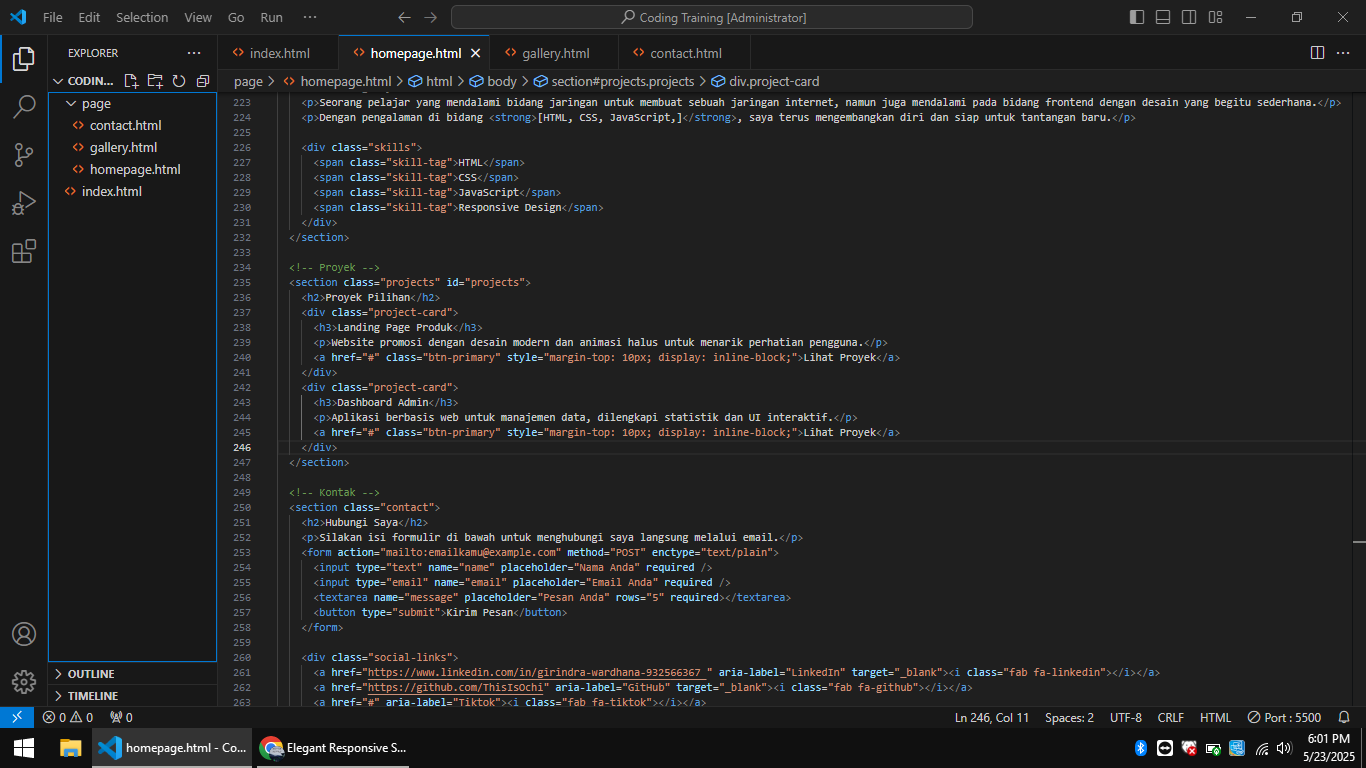 File Edit Selection View Go Run ··· Coding Training [Administrator]
EXPLORER ···
index.html homepage.html gallery.html contact.html
CODIN...
page > homepage.html > html > body > section#projects.projects > div.project-card
page
contact.html
gallery.html
homepage.html
index.html
223 <p>Seorang pelajar yang mendalami bidang jaringan untuk membuat sebuah jaringan internet, namun juga mendalami pada bidang frontend dengan desain yang begitu sederhana.</p>
224 <p>Dengan pengalaman di bidang <strong>[HTML, CSS, JavaScript,]</strong>, saya terus mengembangkan diri dan siap untuk tantangan baru.</p>
225
226 <div class="skills">
227 <span class="skill-tag">HTML</span>
228 <span class="skill-tag">CSS</span>
229 <span class="skill-tag">JavaScript</span>
230 <span class="skill-tag">Responsive Design</span>
231 </div>
232 </section>
233
234 <!-- Proyek -->
235 <section class="projects" id="projects">
236 <h2>Proyek Pilihan</h2>
237 <div class="project-card">
238 <h3>Landing Page Produk</h3>
239 <p>Website promosi dengan desain modern dan animasi halus untuk menarik perhatian pengguna.</p>
240 <a href="#" class="btn-primary" style="margin-top: 10px; display: inline-block;">Lihat Proyek</a>
241 </div>
242 <div class="project-card">
243 <h3>Dashboard Admin</h3>
244 <p>Aplikasi berbasis web untuk manajemen data, dilengkapi statistik dan UI interaktif.</p>
245 <a href="#" class="btn-primary" style="margin-top: 10px; display: inline-block;">Lihat Proyek</a>
246 </div>
247 </section>
248
249 <!-- Kontak -->
250 <section class="contact">
251 <h2>Hubungi Saya</h2>
252 <p>Silakan isi formulir di bawah untuk menghubungi saya langsung melalui email.</p>
253 <form action="mailto:emailkamu@example.com" method="POST" enctype="text/plain">
254 <input type="text" name="name" placeholder="Nama Anda" required />
255 <input type="email" name="email" placeholder="Email Anda" required />
256 <textarea name="message" placeholder="Pesan Anda" rows="5" required></textarea>
257 <button type="submit">Kirim Pesan</button>
258 </form>
259
260 <div class="social-links">
261 <a href="https://www.linkedin.com/in/girindra-wardhana-932566367 " aria-label="LinkedIn" target="_blank"><i class="fab fa-linkedin"></i></a>
262 <a href="https://github.com/ThisIsOchi" aria-label="GitHub" target="_blank"><i class="fab fa-github"></i></a>
263 <a href="#" aria-label="Tiktok"><i class="fab fa-tiktok"></i></a>
OUTLINE
TIMELINE
0 0 0 Ln 246, Col 11 Spaces: 2 UTF-8 CRLF HTML Port : 5500
homepage.html - Co... Elegant Responsive S...
6:01 PM
5/23/2025